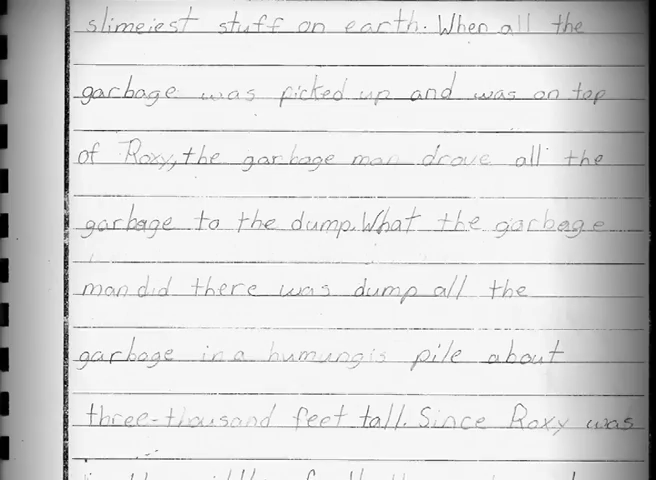 slimeiest stuff on earth. When all the
garbage was picked up and was on top
of Roxy, the garbage man drove all the
garbage to the dump. What the garbage
man did there was dump all the
garbage in a humungis pile about
three-thousand feet tall. Since Roxy was